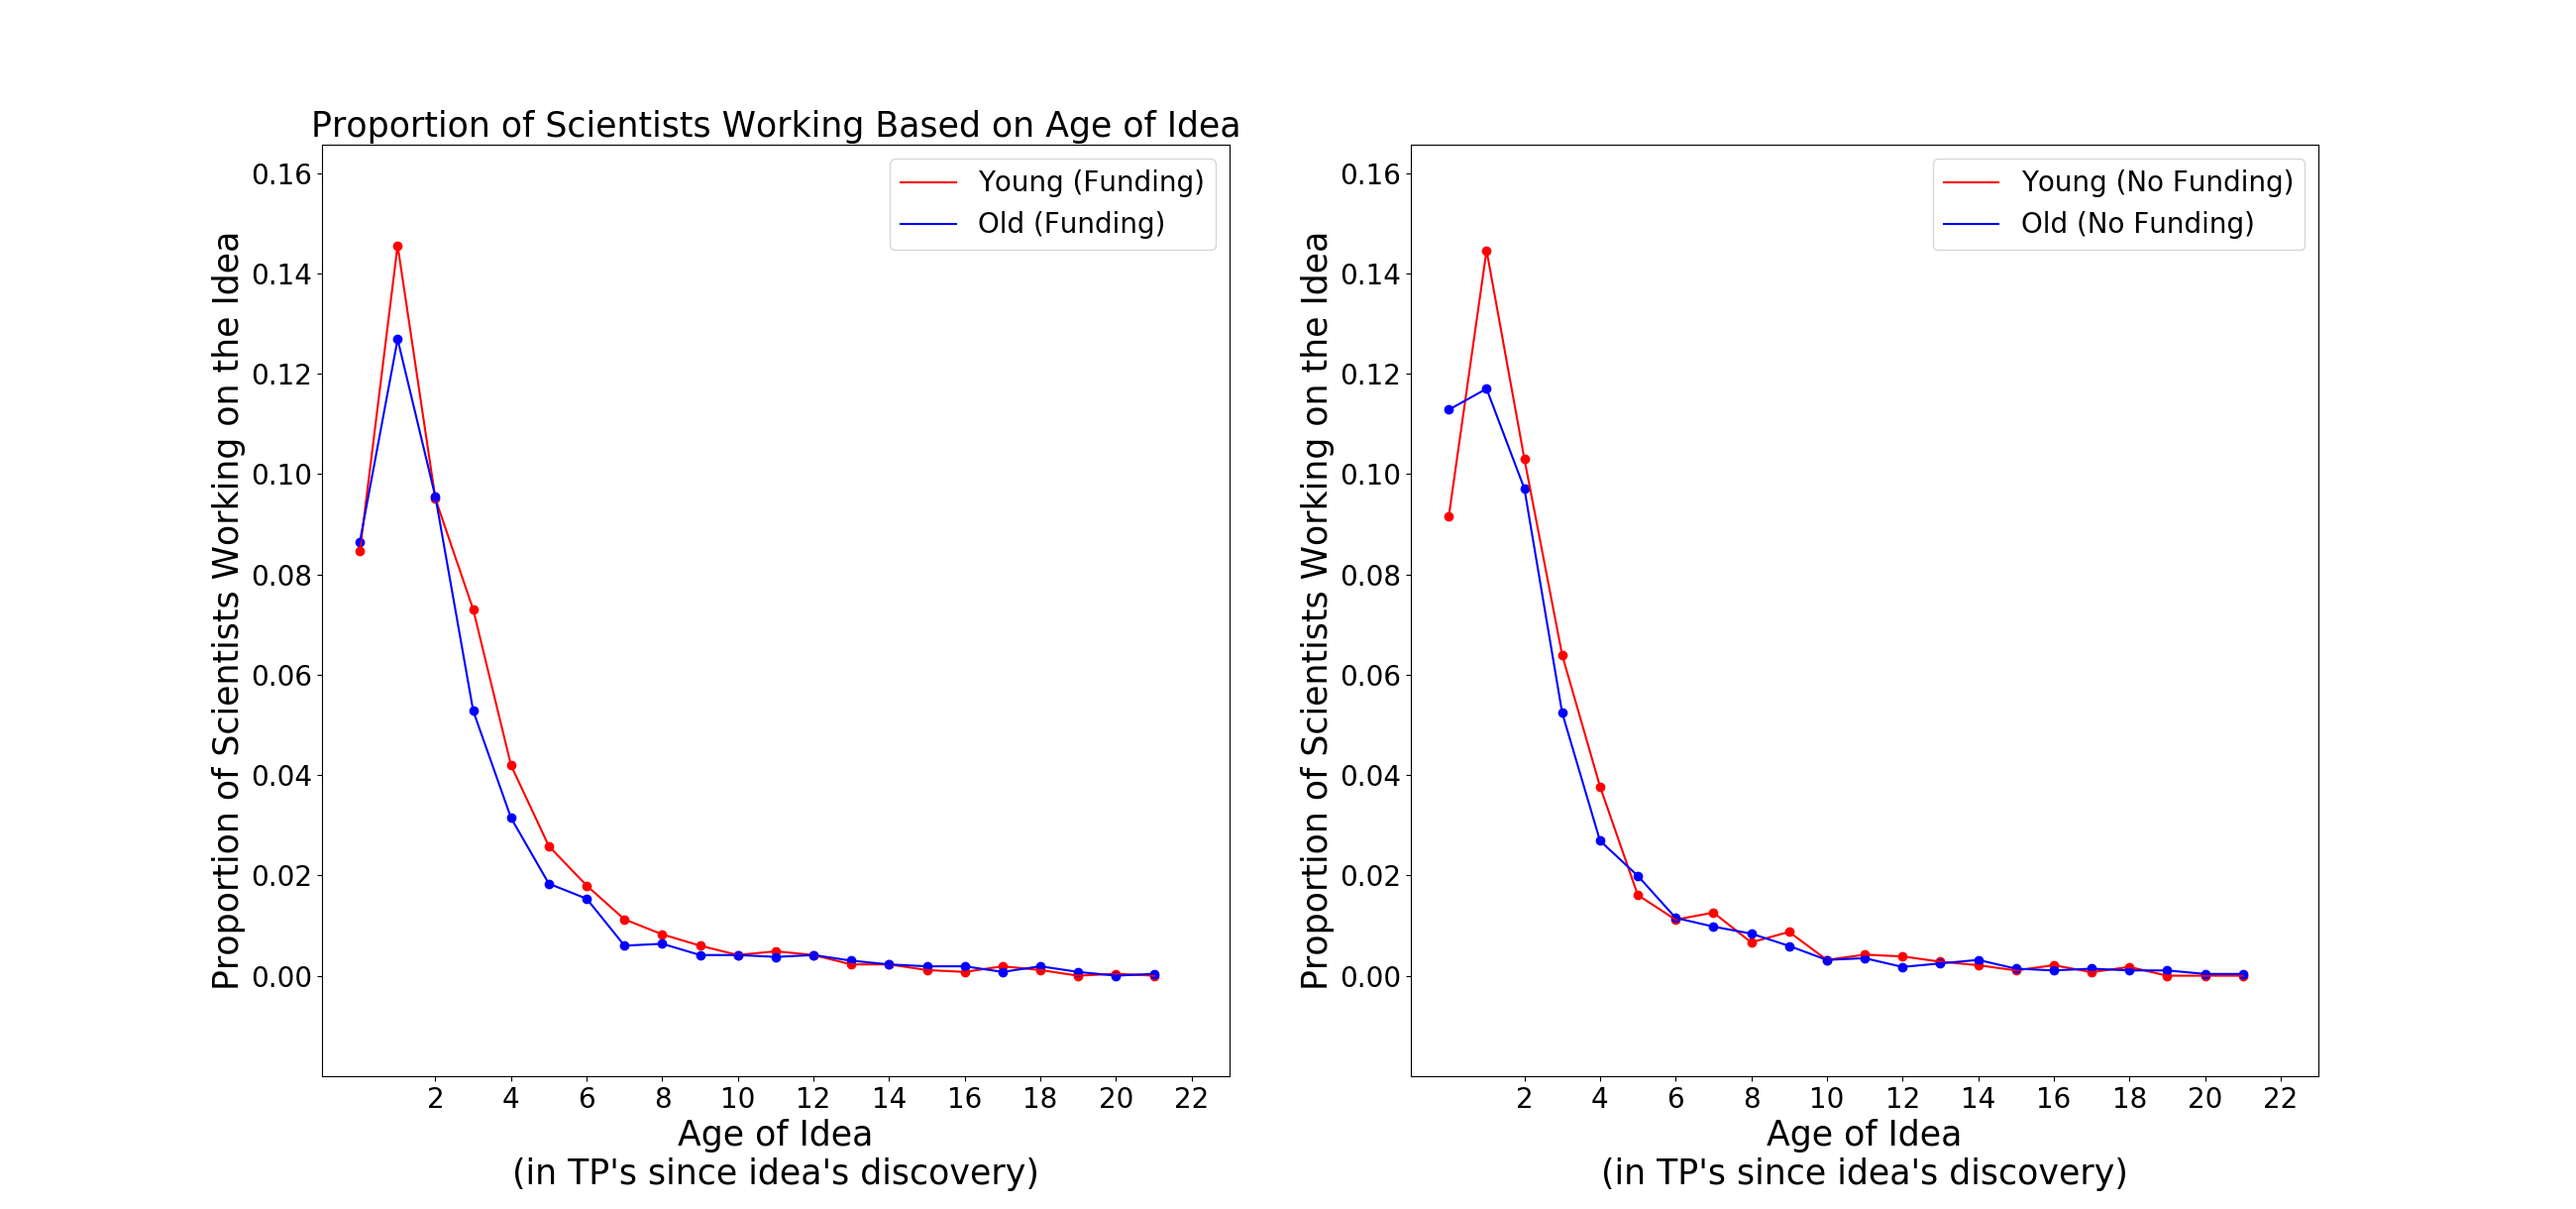 Proportion of Scientists Working Based on Age of Idea
Proportion of Scientists Working on the Idea
0.16
0.14
0.12
0.10
0.08
0.06
0.04
0.02
0.00
Young (Funding)
Old (Funding)
2 4 6 8 10 12 14 16 18 20 22
Age of Idea
(in TP's since idea's discovery)
Proportion of Scientists Working on the Idea
0.16
0.14
0.12
0.10
0.08
0.06
0.04
0.02
0.00
Young (No Funding)
Old (No Funding)
2 4 6 8 10 12 14 16 18 20 22
Age of Idea
(in TP's since idea's discovery)